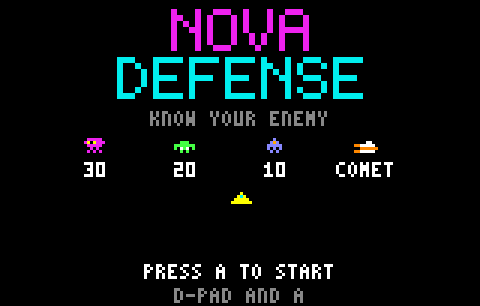 NOVA
DEFENSE
KNOW YOUR ENEMY
30 20 10 COMET
PRESS A TO START
D-PAD AND A